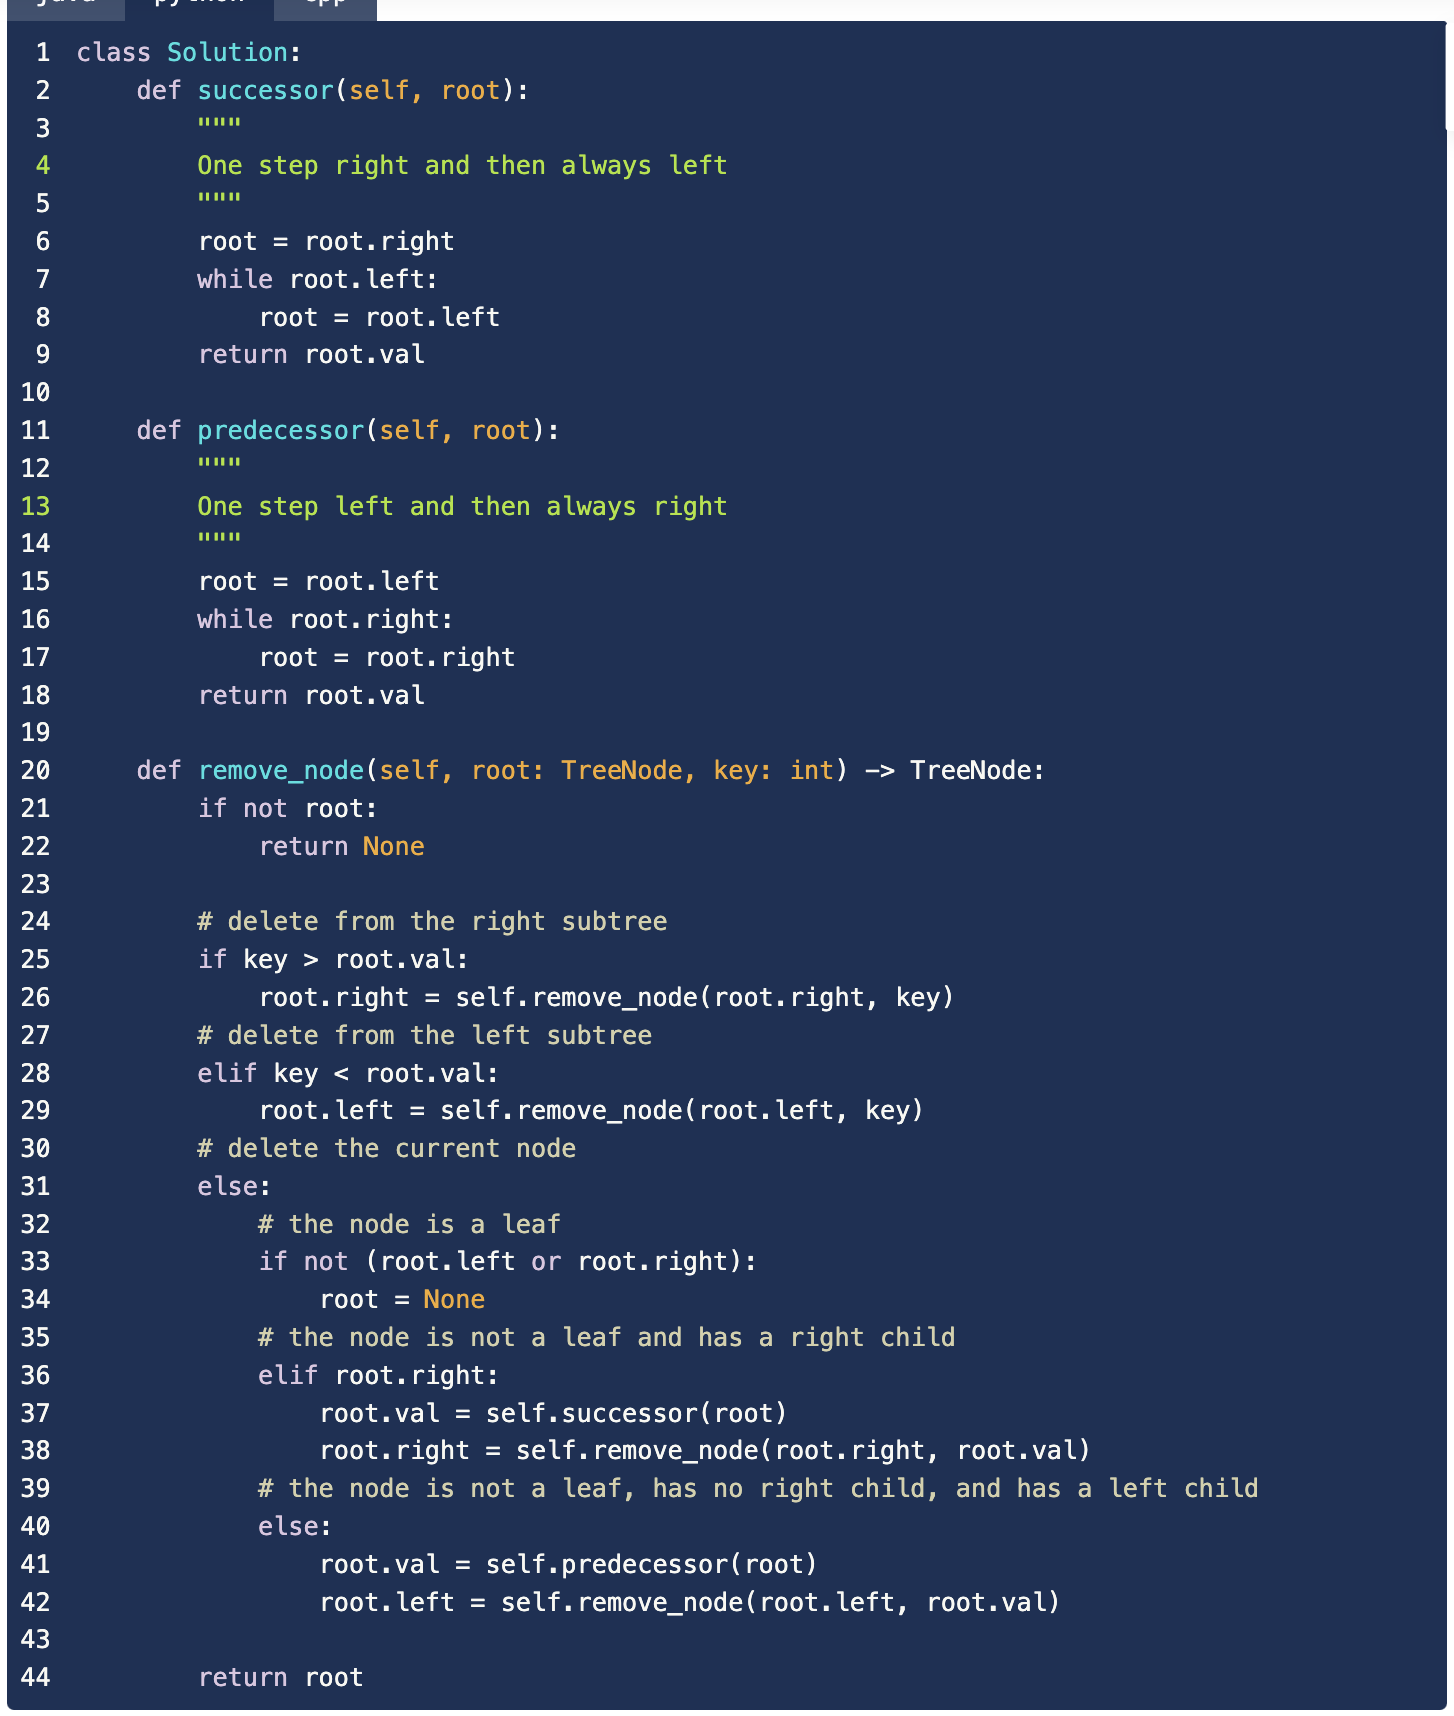 java python cpp
1 class Solution:
2     def successor(self, root):
3         """
4         One step right and then always left
5         """
6         root = root.right
7         while root.left:
8             root = root.left
9         return root.val
10
11     def predecessor(self, root):
12         """
13         One step left and then always right
14         """
15         root = root.left
16         while root.right:
17             root = root.right
18         return root.val
19
20     def remove_node(self, root: TreeNode, key: int) -> TreeNode:
21         if not root:
22             return None
23
24         # delete from the right subtree
25         if key > root.val:
26             root.right = self.remove_node(root.right, key)
27         # delete from the left subtree
28         elif key < root.val:
29             root.left = self.remove_node(root.left, key)
30         # delete the current node
31         else:
32             # the node is a leaf
33             if not (root.left or root.right):
34                 root = None
35             # the node is not a leaf and has a right child
36             elif root.right:
37                 root.val = self.successor(root)
38                 root.right = self.remove_node(root.right, root.val)
39             # the node is not a leaf, has no right child, and has a left child
40             else:
41                 root.val = self.predecessor(root)
42                 root.left = self.remove_node(root.left, root.val)
43
44         return root